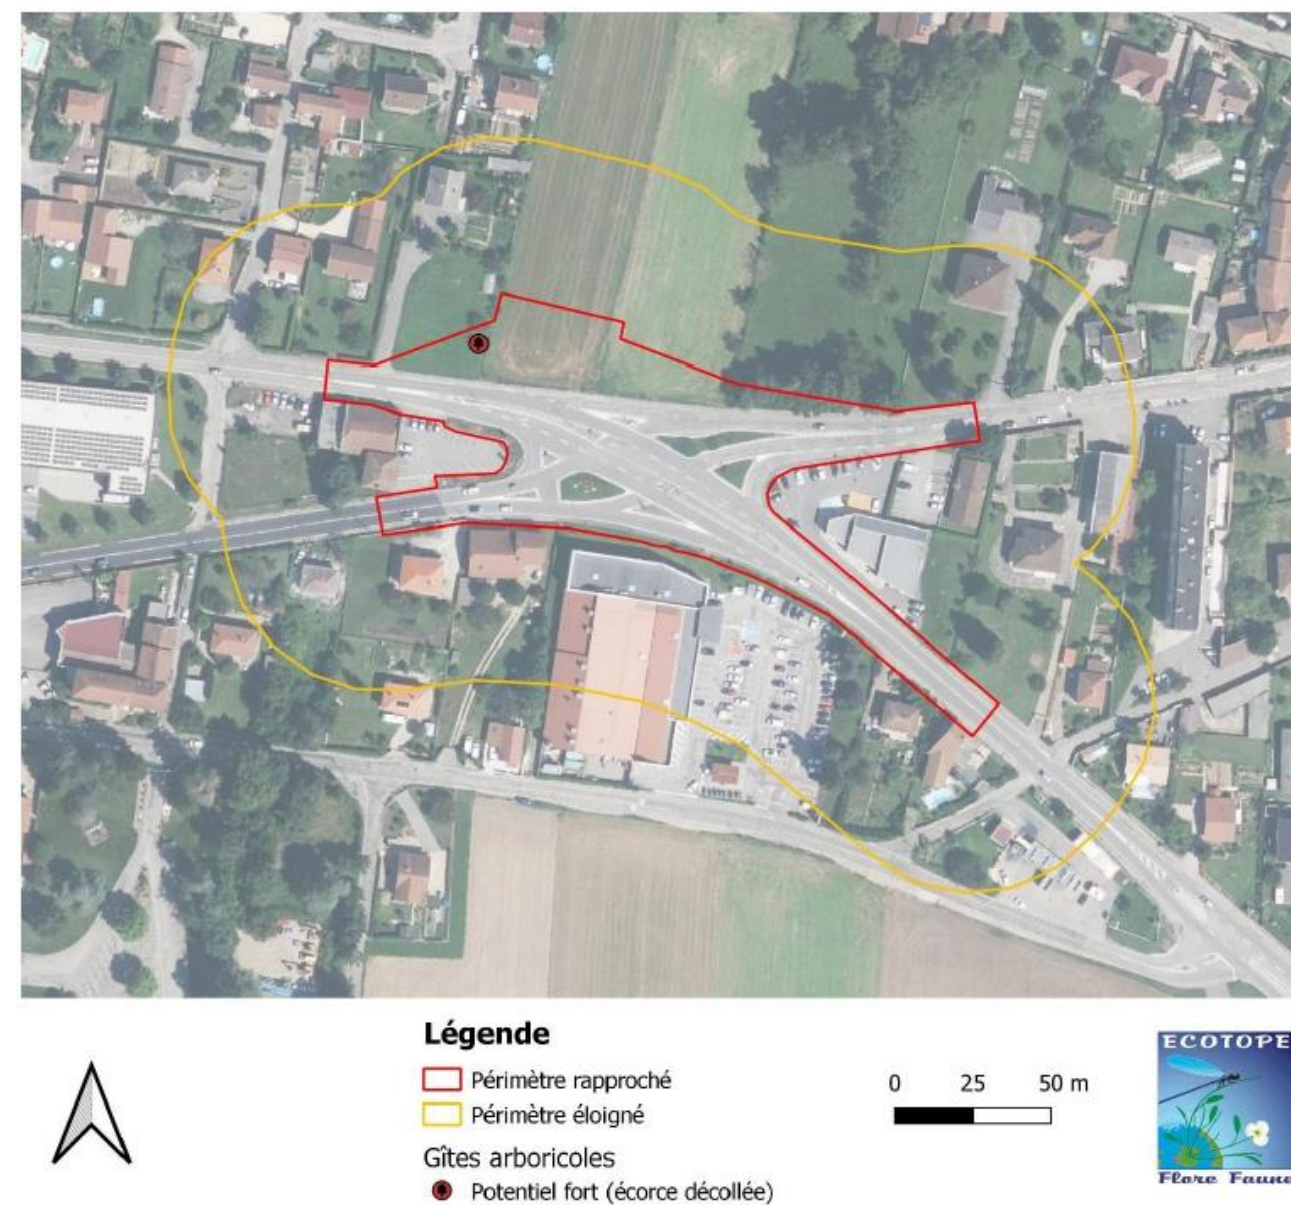 Légende
Périmètre rapproché
Périmètre éloigné
Gîtes arboricoles
Potentiel fort (écorce décollée)
0 25 50 m
ECOTOPE
Flore Faune